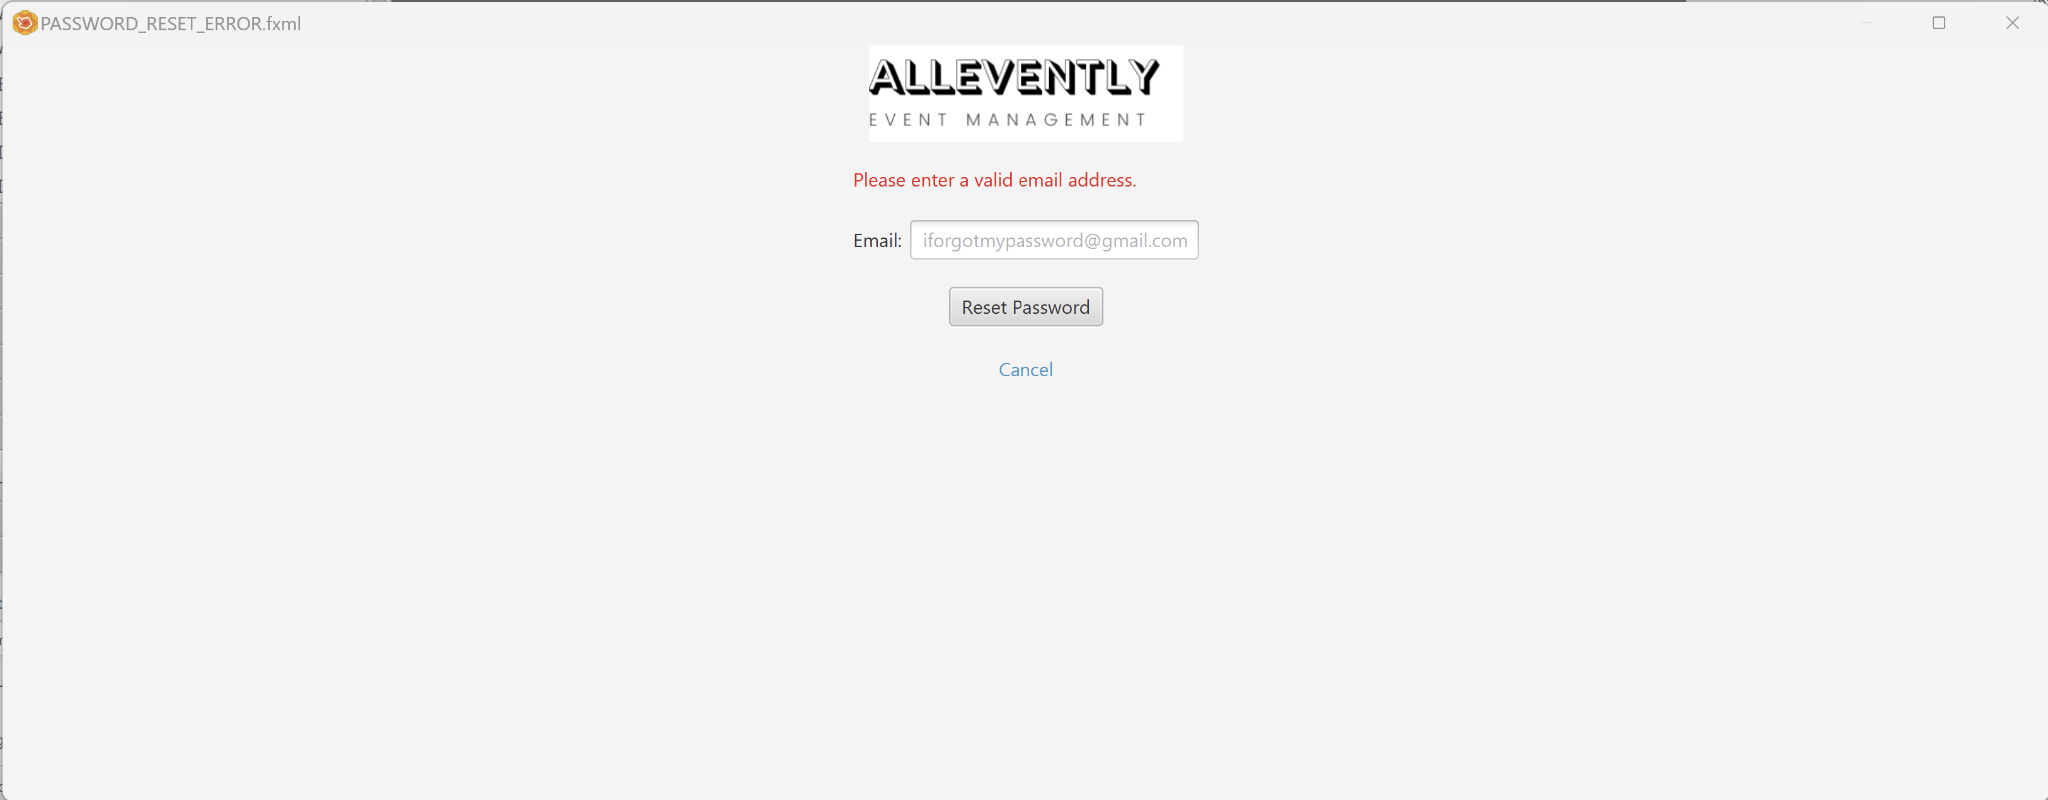 PASSWORD_RESET_ERROR.fxml
ALLEVENTLY
EVENT MANAGEMENT
Please enter a valid email address.
Email: iforgotmypassword@gmail.com
Reset Password
Cancel